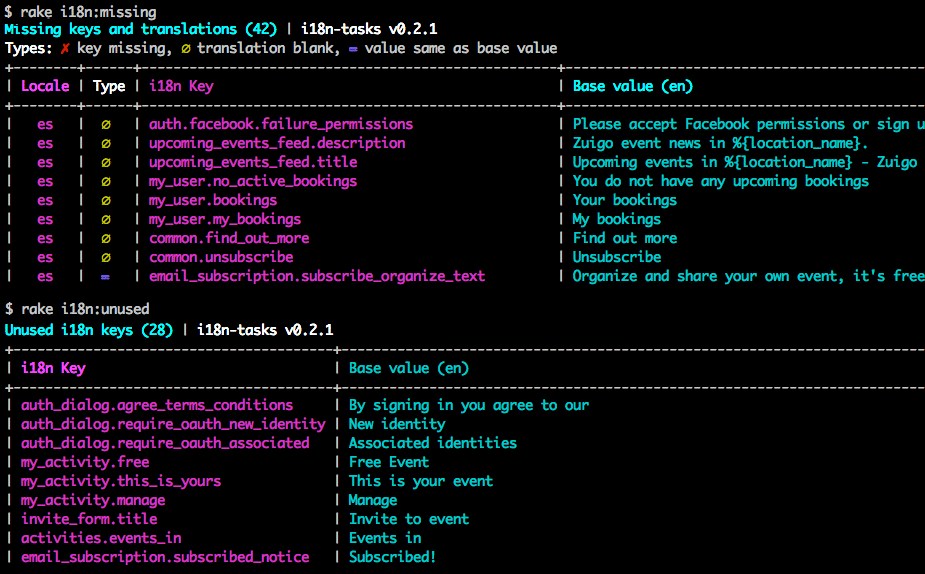 $ rake i18n:missing
Missing keys and translations (42) | i18n-tasks v0.2.1
Types: ✗ key missing, ∅ translation blank, = value same as base value
+--------+------+-----------------------------------------------------+---------------------------------------------
| Locale | Type | i18n Key | Base value (en)
+--------+------+-----------------------------------------------------+---------------------------------------------
| es | ∅ | auth.facebook.failure_permissions | Please accept Facebook permissions or sign u
| es | ∅ | upcoming_events_feed.description | Zuigo event news in %{location_name}.
| es | ∅ | upcoming_events_feed.title | Upcoming events in %{location_name} - Zuigo
| es | ∅ | my_user.no_active_bookings | You do not have any upcoming bookings
| es | ∅ | my_user.bookings | Your bookings
| es | ∅ | my_user.my_bookings | My bookings
| es | ∅ | common.find_out_more | Find out more
| es | ∅ | common.unsubscribe | Unsubscribe
| es | = | email_subscription.subscribe_organize_text | Organize and share your own event, it's free
$ rake i18n:unused
Unused i18n keys (28) | i18n-tasks v0.2.1
+----------------------------------------+-------------------------------------------------------------------------
| i18n Key | Base value (en)
+----------------------------------------+-------------------------------------------------------------------------
| auth_dialog.agree_terms_conditions | By signing in you agree to our
| auth_dialog.require_oauth_new_identity | New identity
| auth_dialog.require_oauth_associated | Associated identities
| my_activity.free | Free Event
| my_activity.this_is_yours | This is your event
| my_activity.manage | Manage
| invite_form.title | Invite to event
| activities.events_in | Events in
| email_subscription.subscribed_notice | Subscribed!